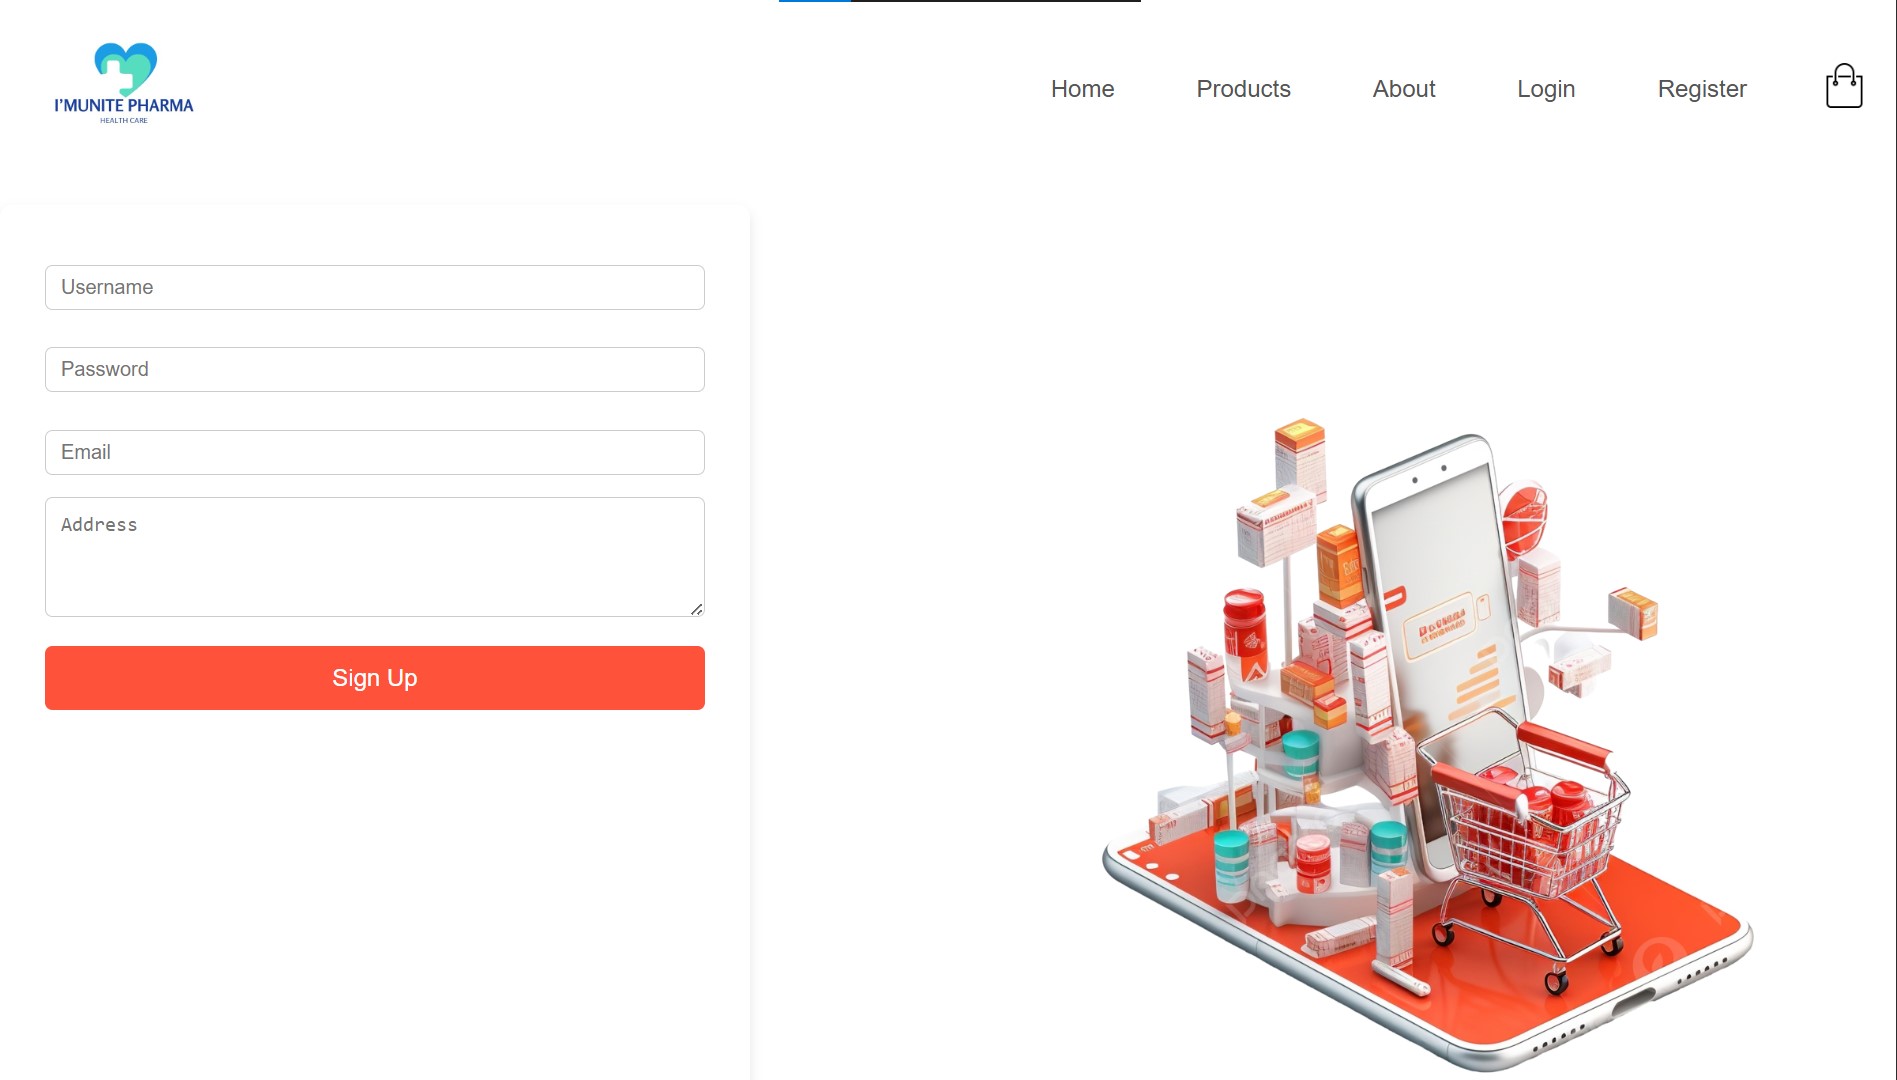 I'MUNITE PHARMA
HEALTH CARE
Home
Products
About
Login
Register
Username
Password
Email
Address
Sign Up